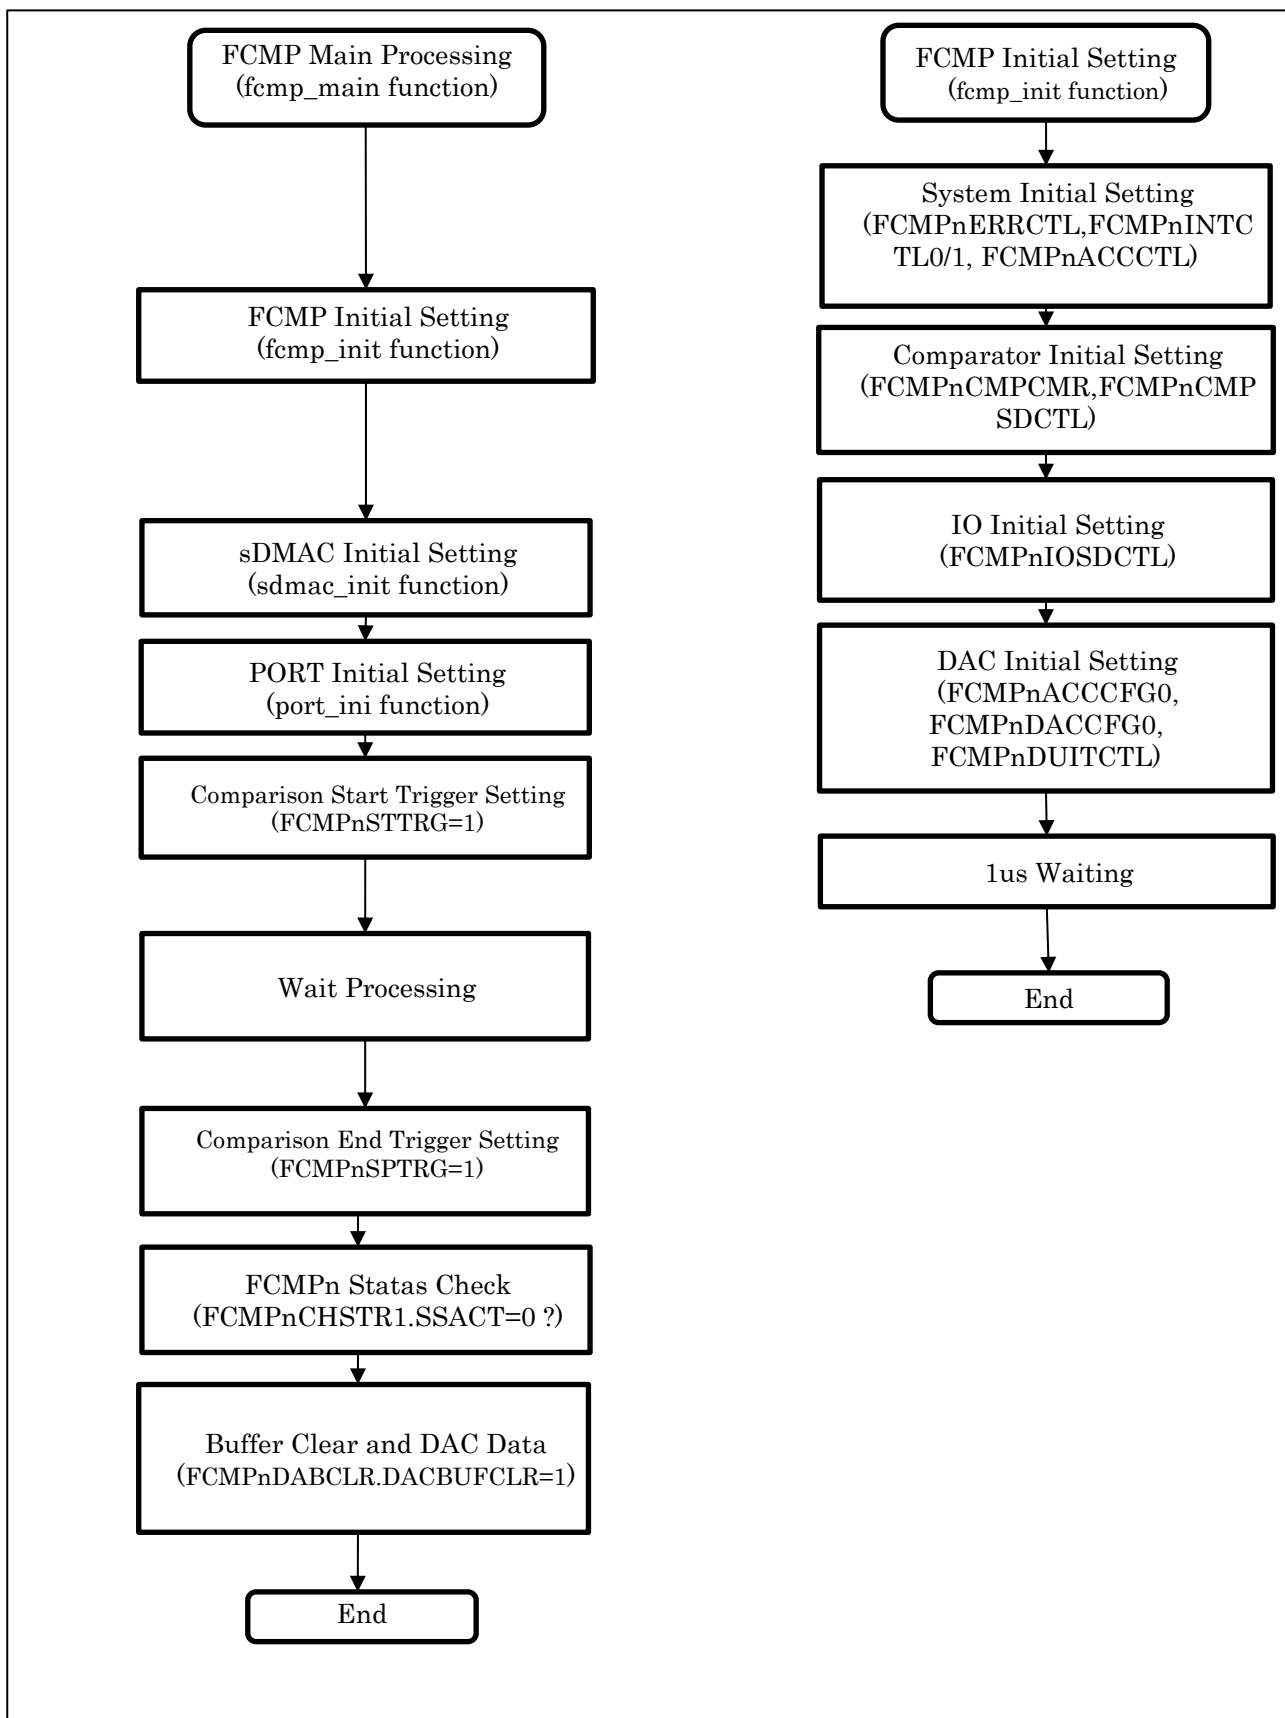 FCMP Main Processing
(fcmp_main function)
FCMP Initial Setting
(fcmp_init function)
sDMAC Initial Setting
(sdmac_init function)
PORT Initial Setting
(port_ini function)
Comparison Start Trigger Setting
(FCMPnSTTRG=1)
Wait Processing
Comparison End Trigger Setting
(FCMPnSPTRG=1)
FCMPn Statas Check
(FCMPnCHSTR1.SSACT=0 ?)
Buffer Clear and DAC Data
(FCMPnDABCLR.DACBUFCLR=1)
End
FCMP Initial Setting
(fcmp_init function)
System Initial Setting
(FCMPnERRCTL,FCMPnINTC
TL0/1, FCMPnACCCTL)
Comparator Initial Setting
(FCMPnCMPCMR,FCMPnCMP
SDCTL)
IO Initial Setting
(FCMPnIOSDCTL)
DAC Initial Setting
(FCMPnACCCFG0,
FCMPnDACCFG0,
FCMPnDUITCTL)
1us Waiting
End